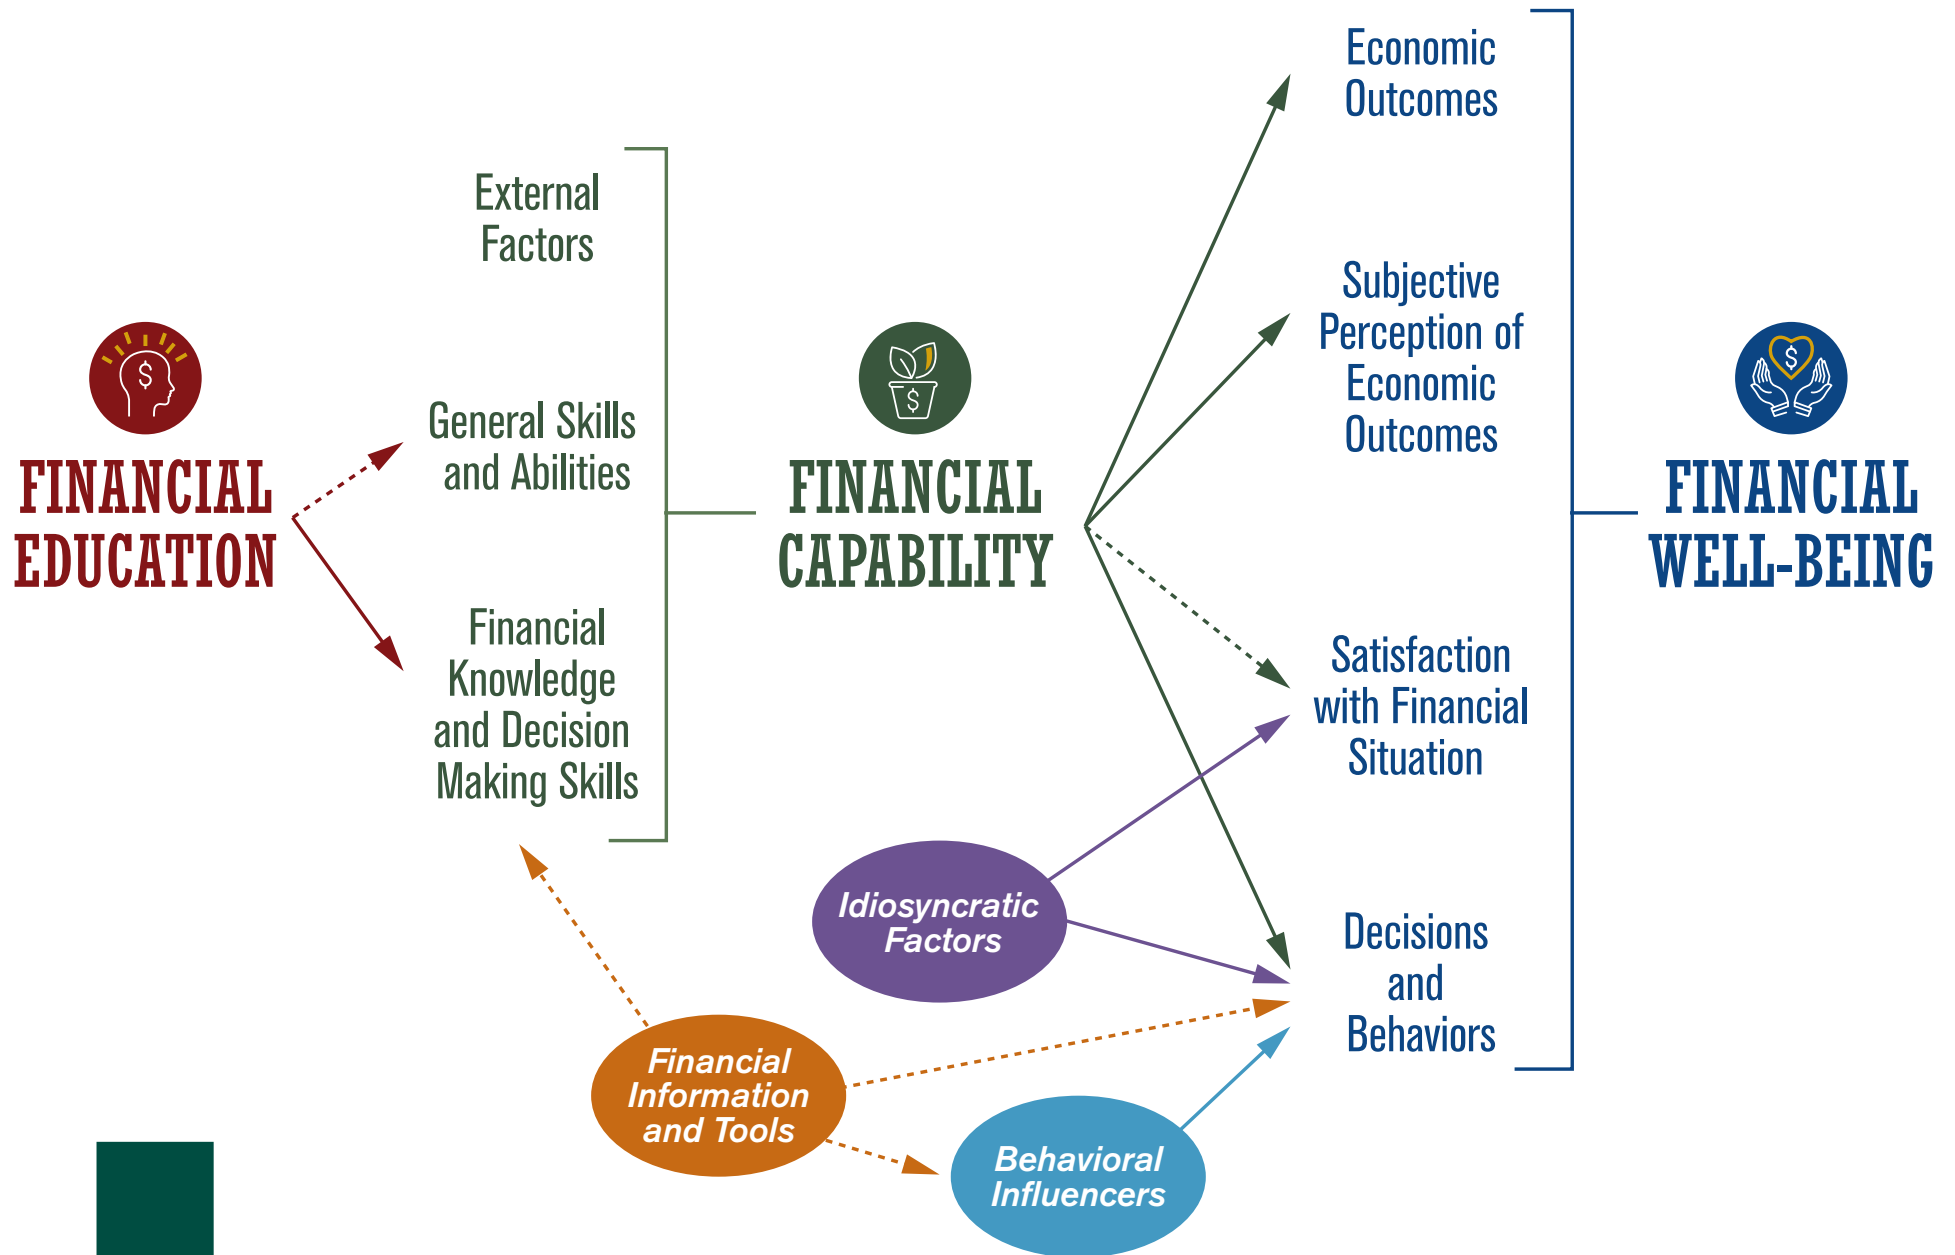 FINANCIAL
EDUCATION
External
Factors
General Skills
and Abilities
Financial
Knowledge
and Decision
Making Skills
FINANCIAL
CAPABILITY
Economic
Outcomes
Subjective
Perception of
Economic
Outcomes
Satisfaction
with Financial
Situation
Decisions
and
Behaviors
FINANCIAL
WELL-BEING
Idiosyncratic
Factors
Financial
Information
and Tools
Behavioral
Influencers
$
$
$